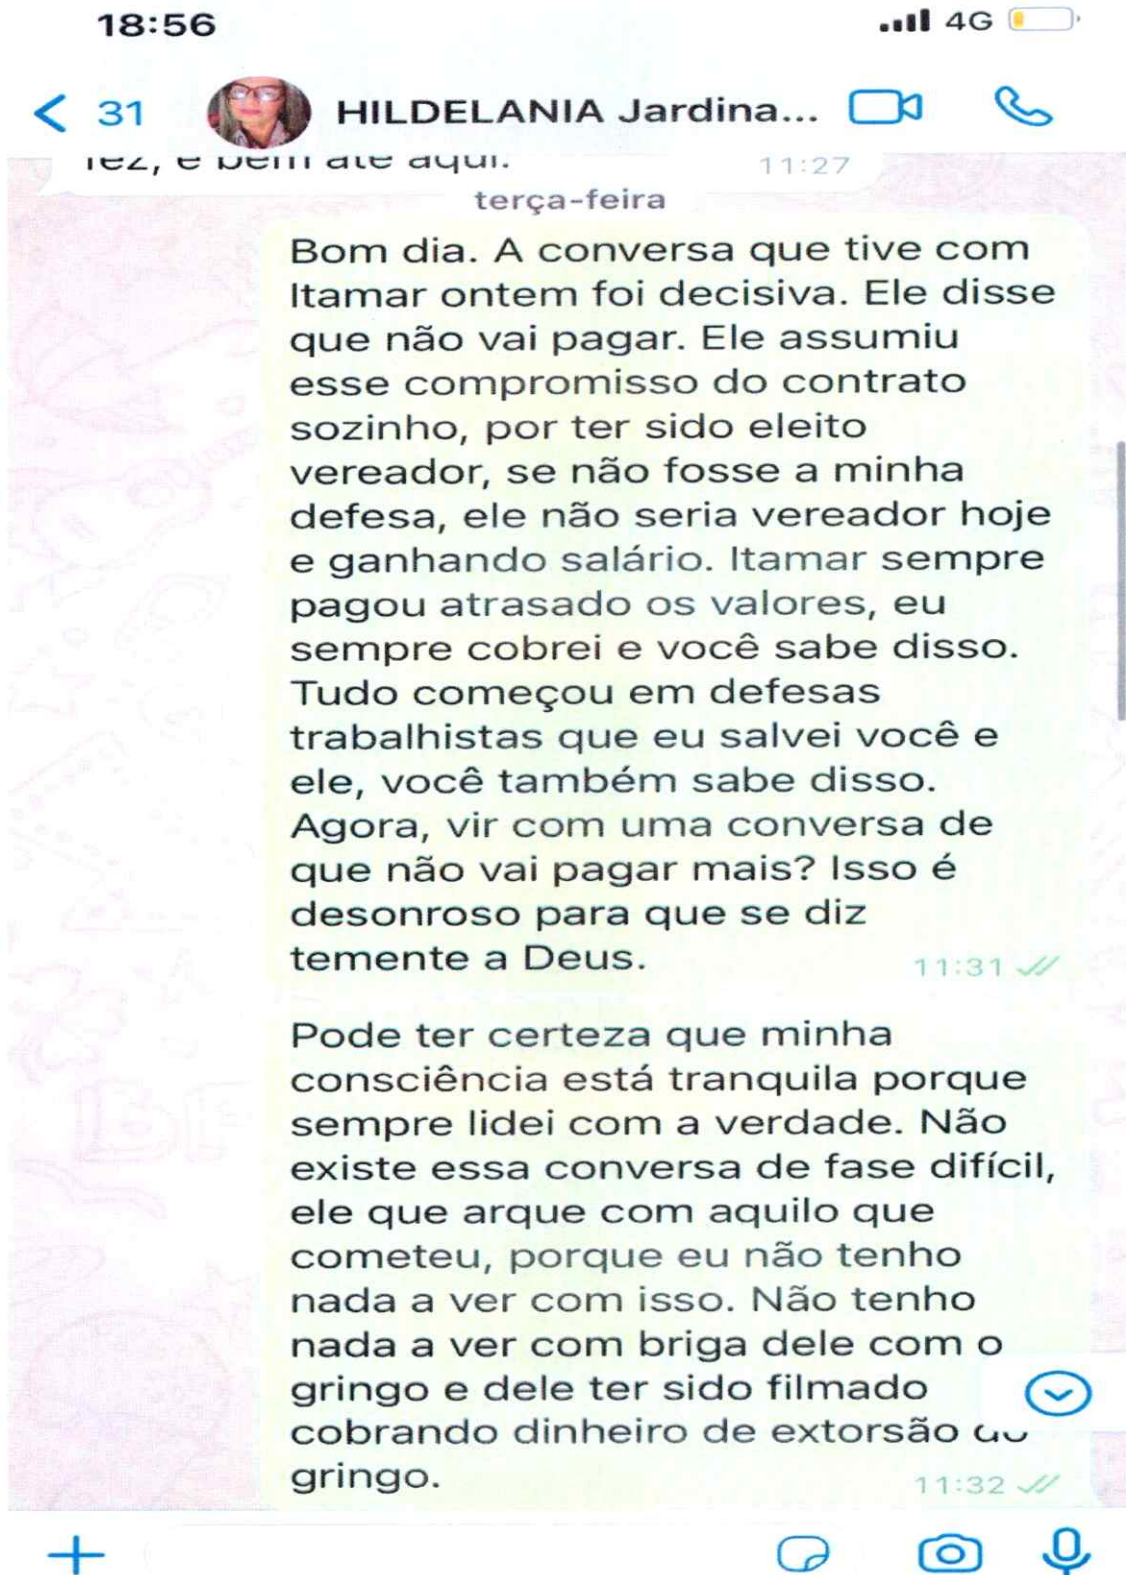 18:56
4G
31
HILDELANIA Jardina...
fez, e bem até aqui.
11:27
terça-feira
Bom dia. A conversa que tive com
Itamar ontem foi decisiva. Ele disse
que não vai pagar. Ele assumiu
esse compromisso do contrato
sozinho, por ter sido eleito
vereador, se não fosse a minha
defesa, ele não seria vereador hoje
e ganhando salário. Itamar sempre
pagou atrasado os valores, eu
sempre cobrei e você sabe disso.
Tudo começou em defesas
trabalhistas que eu salvei você e
ele, você também sabe disso.
Agora, vir com uma conversa de
que não vai pagar mais? Isso é
desonroso para que se diz
temente a Deus.
11:31
Pode ter certeza que minha
consciência está tranquila porque
sempre lidei com a verdade. Não
existe essa conversa de fase difícil,
ele que arque com aquilo que
cometeu, porque eu não tenho
nada a ver com isso. Não tenho
nada a ver com briga dele com o
gringo e dele ter sido filmado
cobrando dinheiro de extorsão do
gringo.
11:32